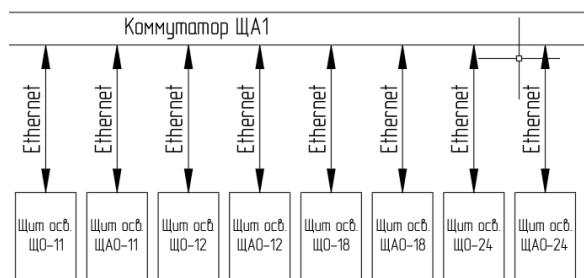 Коммутатор ЩА1
Ethernet
Ethernet
Ethernet
Ethernet
Ethernet
Ethernet
Ethernet
Ethernet
Щит осв.
ЩО-11
Щит осв.
ЩАО-11
Щит осв.
ЩО-12
Щит осв.
ЩАО-12
Щит осв.
ЩО-18
Щит осв.
ЩАО-18
Щит осв.
ЩО-24
Щит осв.
ЩАО-24